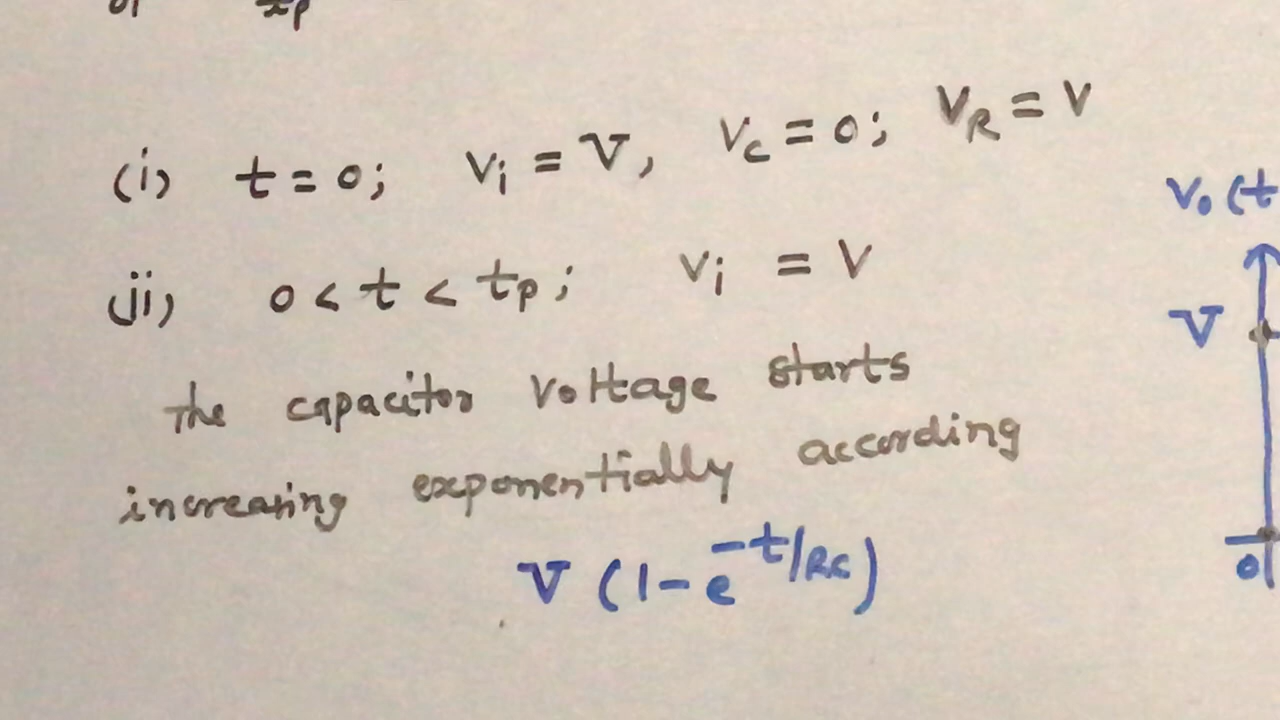 (i) t = 0; Vi = V, Vc = 0; VR = V
(ii) 0 < t < tp; Vi = V
The capacitor voltage starts
increasing exponentially according
V (1 - e^-t/RC)
Vo (t
V
0